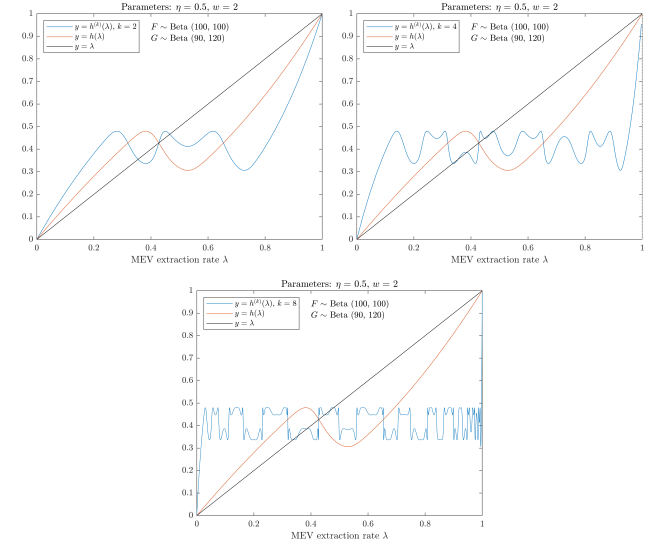 Parameters: η = 0.5, w = 2
y = h⁽ᵏ⁾(λ), k = 2
y = h(λ)
y = λ
F ∼ Beta (100, 100)
G ∼ Beta (90, 120)
1
0.9
0.8
0.7
0.6
0.5
0.4
0.3
0.2
0.1
0
0 0.2 0.4 0.6 0.8 1
MEV extraction rate λ
Parameters: η = 0.5, w = 2
y = h⁽ᵏ⁾(λ), k = 4
y = h(λ)
y = λ
F ∼ Beta (100, 100)
G ∼ Beta (90, 120)
1
0.9
0.8
0.7
0.6
0.5
0.4
0.3
0.2
0.1
0
0 0.2 0.4 0.6 0.8 1
MEV extraction rate λ
Parameters: η = 0.5, w = 2
y = h⁽ᵏ⁾(λ), k = 8
y = h(λ)
y = λ
F ∼ Beta (100, 100)
G ∼ Beta (90, 120)
1
0.9
0.8
0.7
0.6
0.5
0.4
0.3
0.2
0.1
0
0 0.2 0.4 0.6 0.8 1
MEV extraction rate λ